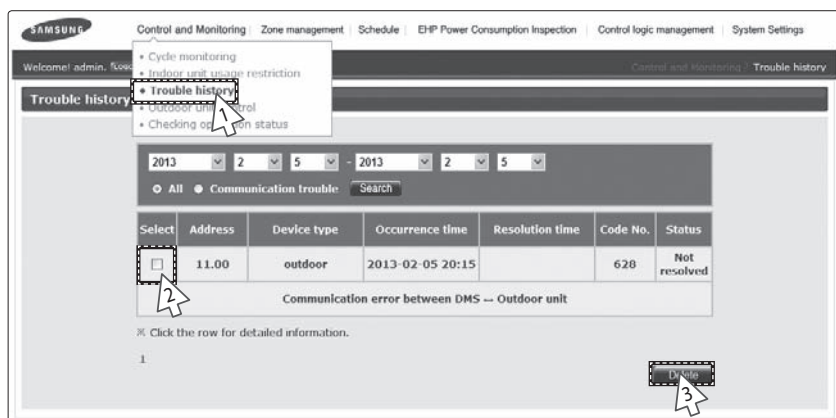 SAMSUNG
Control and Monitoring Zone management Schedule EHP Power Consumption Inspection Control logic management System Settings
Welcome! admin.
Control and Monitoring > Trouble history
• Cycle monitoring
• Indoor unit usage restriction
• Trouble history
• Outdoor unit control
• Checking operation status
Trouble history
1
2013 2 5 - 2013 2 5
All Communication trouble Search
Select Address Device type Occurrence time Resolution time Code No. Status
11.00 outdoor 2013-02-05 20:15 628 Not resolved
2
Communication error between DMS ↔ Outdoor unit
※ Click the row for detailed information.
1
Delete
3